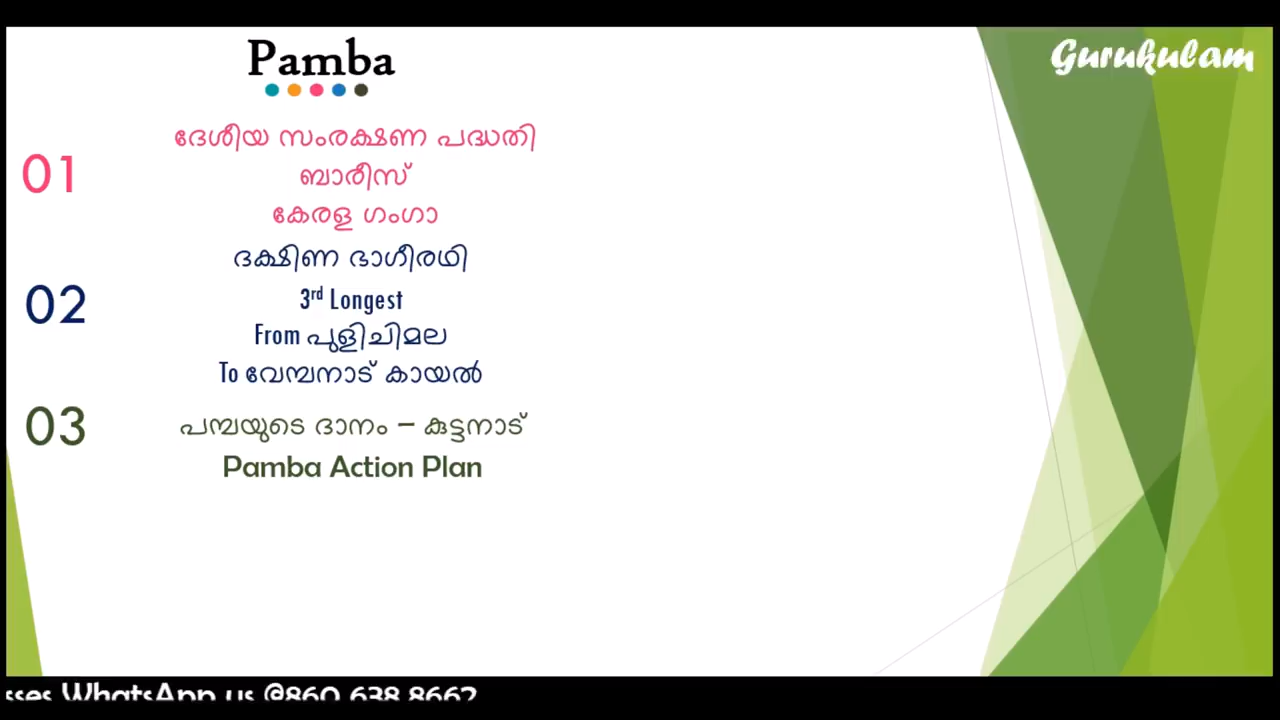 Pamba
Gurukulam
01
ദേശീയ സംരക്ഷണ പദ്ധതി
ബാരീസ്
കേരള ഗംഗാ
02
ദക്ഷിണ ഭാഗീരഥി
3rd Longest
From പുളിചിമല
To വേമ്പനാട് കായൽ
03
പമ്പയുടെ ദാനം – കുട്ടനാട്
Pamba Action Plan
sses WhatsApp us @860 638 8662